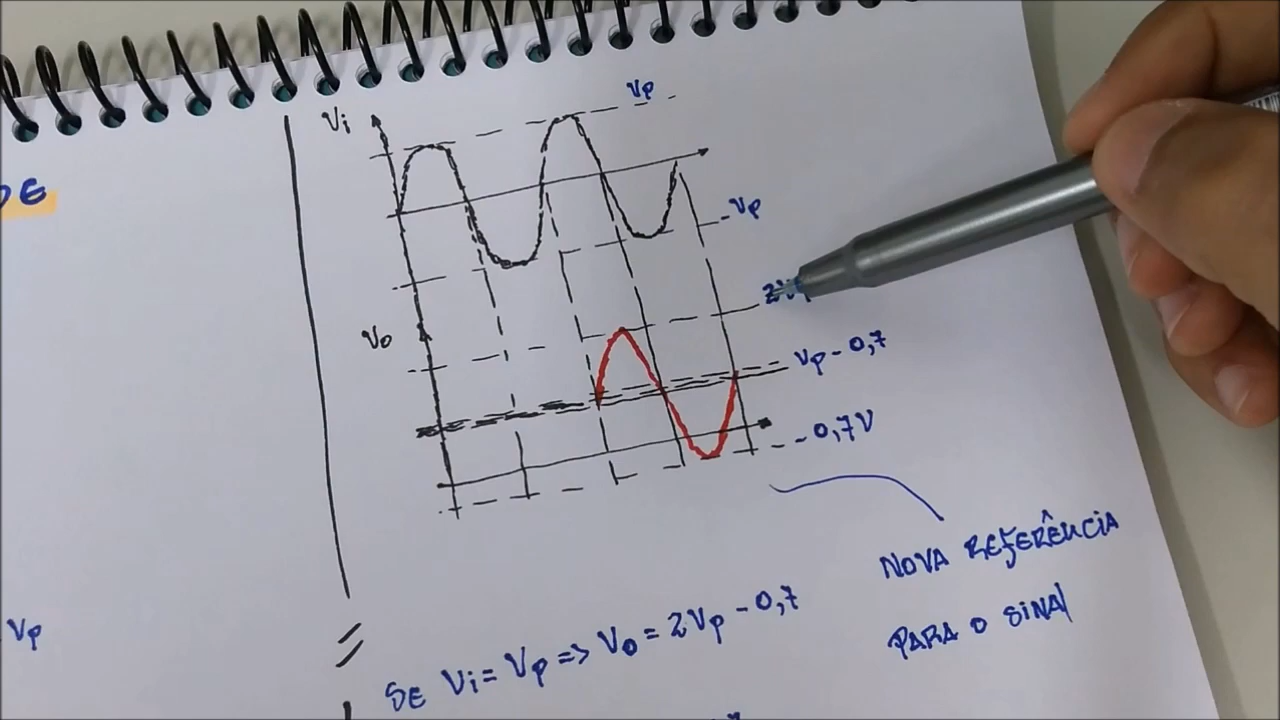 DE
Vi
Vp
-Vp
Vo
Vp - 0,7
- 0,7V
NOVA REFERÊNCIA
PARA O SINAl
Vp
SE Vi = Vp => Vo = 2Vp - 0,7